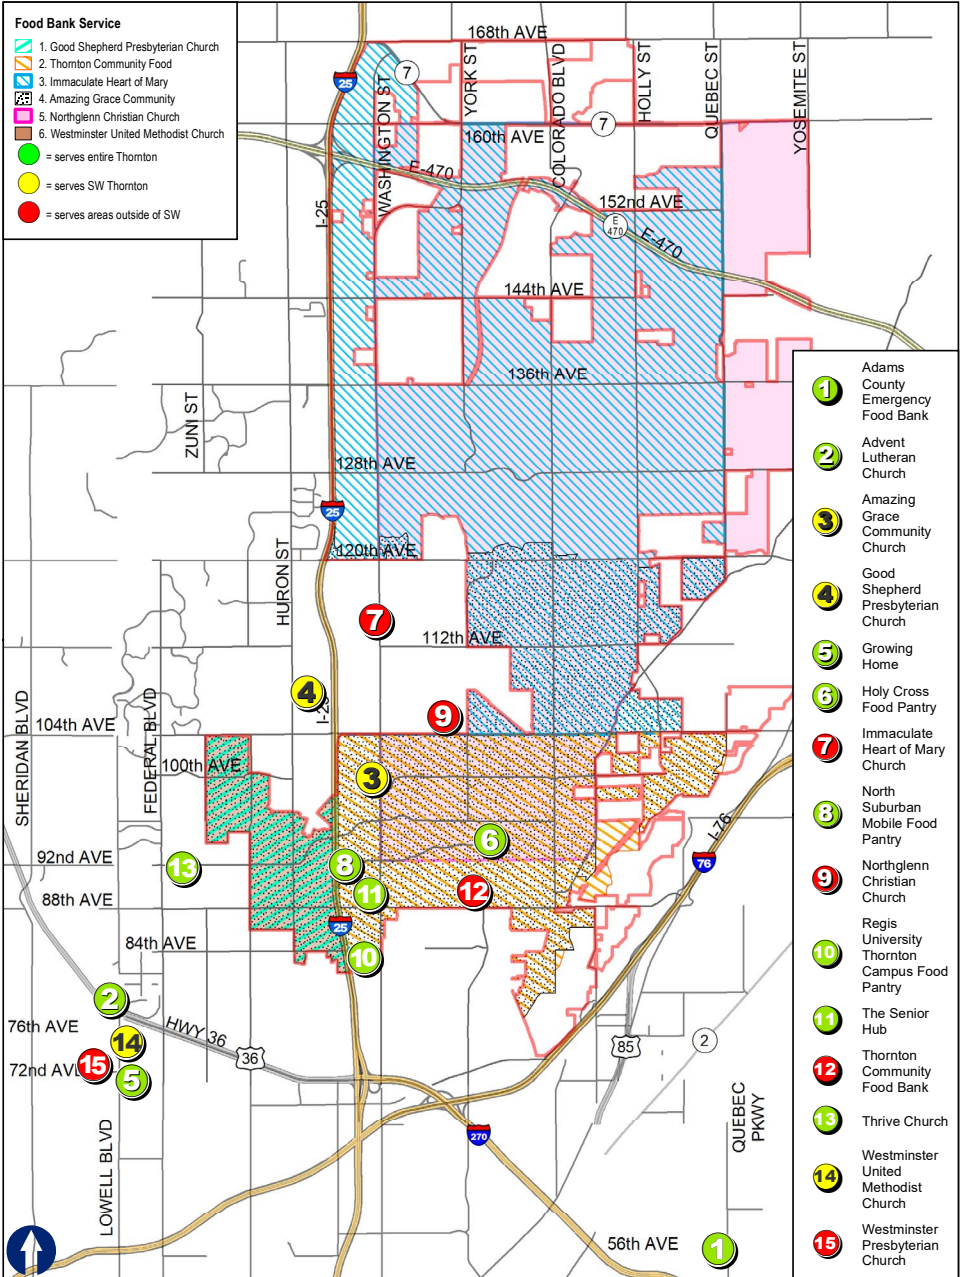 Food Bank Service
1. Good Shepherd Presbyterian Church
2. Thornton Community Food
3. Immaculate Heart of Mary
4. Amazing Grace Community
5. Northglenn Christian Church
6. Westminster United Methodist Church
= serves entire Thornton
= serves SW Thornton
= serves areas outside of SW
168th AVE
25
7
WASHINGTON ST
YORK ST
COLORADO BLVD
HOLLY ST
QUEBEC ST
YOSEMITE ST
7
160th AVE
E-470
152nd AVE
E
470
E-470
I-25
144th AVE
136th AVE
ZUNI ST
128th AVE
25
120th AVE
HURON ST
7
112th AVE
4
I-25
9
104th AVE
SHERIDAN BLVD
FEDERAL BLVD
100th AVE
3
6
I-76
76
92nd AVE
13
8
11
12
88th AVE
25
84th AVE
10
2
76th AVE
HWY 36
14
36
85
2
15
72nd AVE
5
270
QUEBEC
PKWY
LOWELL BLVD
56th AVE
1
1
Adams
County
Emergency
Food Bank
2
Advent
Lutheran
Church
3
Amazing
Grace
Community
Church
4
Good
Shepherd
Presbyterian
Church
5
Growing
Home
6
Holy Cross
Food Pantry
7
Immaculate
Heart of Mary
Church
8
North
Suburban
Mobile Food
Pantry
9
Northglenn
Christian
Church
10
Regis
University
Thornton
Campus Food
Pantry
11
The Senior
Hub
12
Thornton
Community
Food Bank
13
Thrive Church
14
Westminster
United
Methodist
Church
15
Westminster
Presbyterian
Church